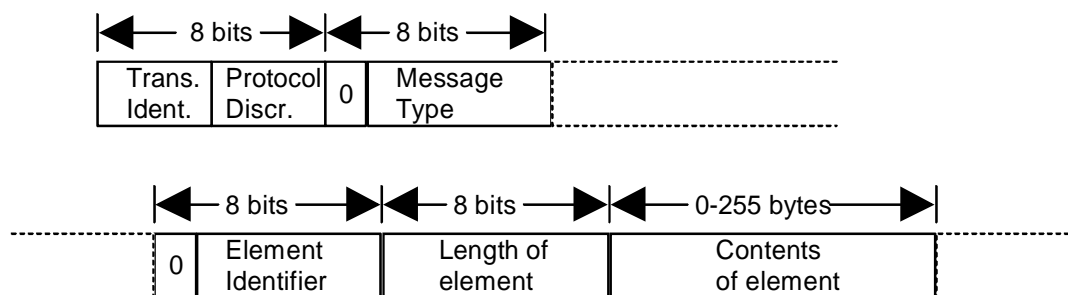 8 bits 8 bits
Trans. Protocol 0 Message
Ident. Discr. Type
8 bits 8 bits 0-255 bytes
0 Element Length of Contents
Identifier element of element